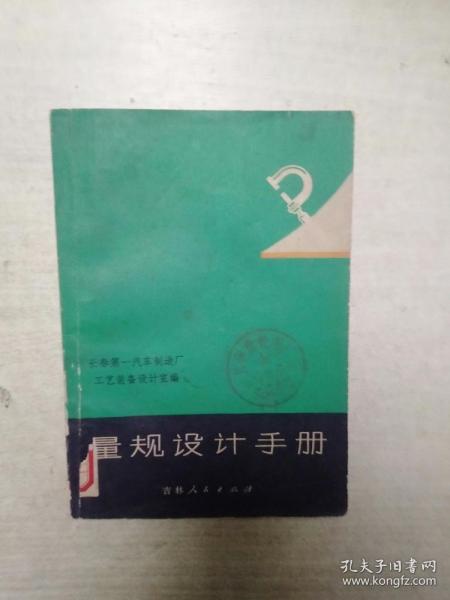 长春第一汽车制造厂
工艺装备设计室编
量规设计手册
吉林人民出版社
孔夫子旧书网
www.kongfz.com